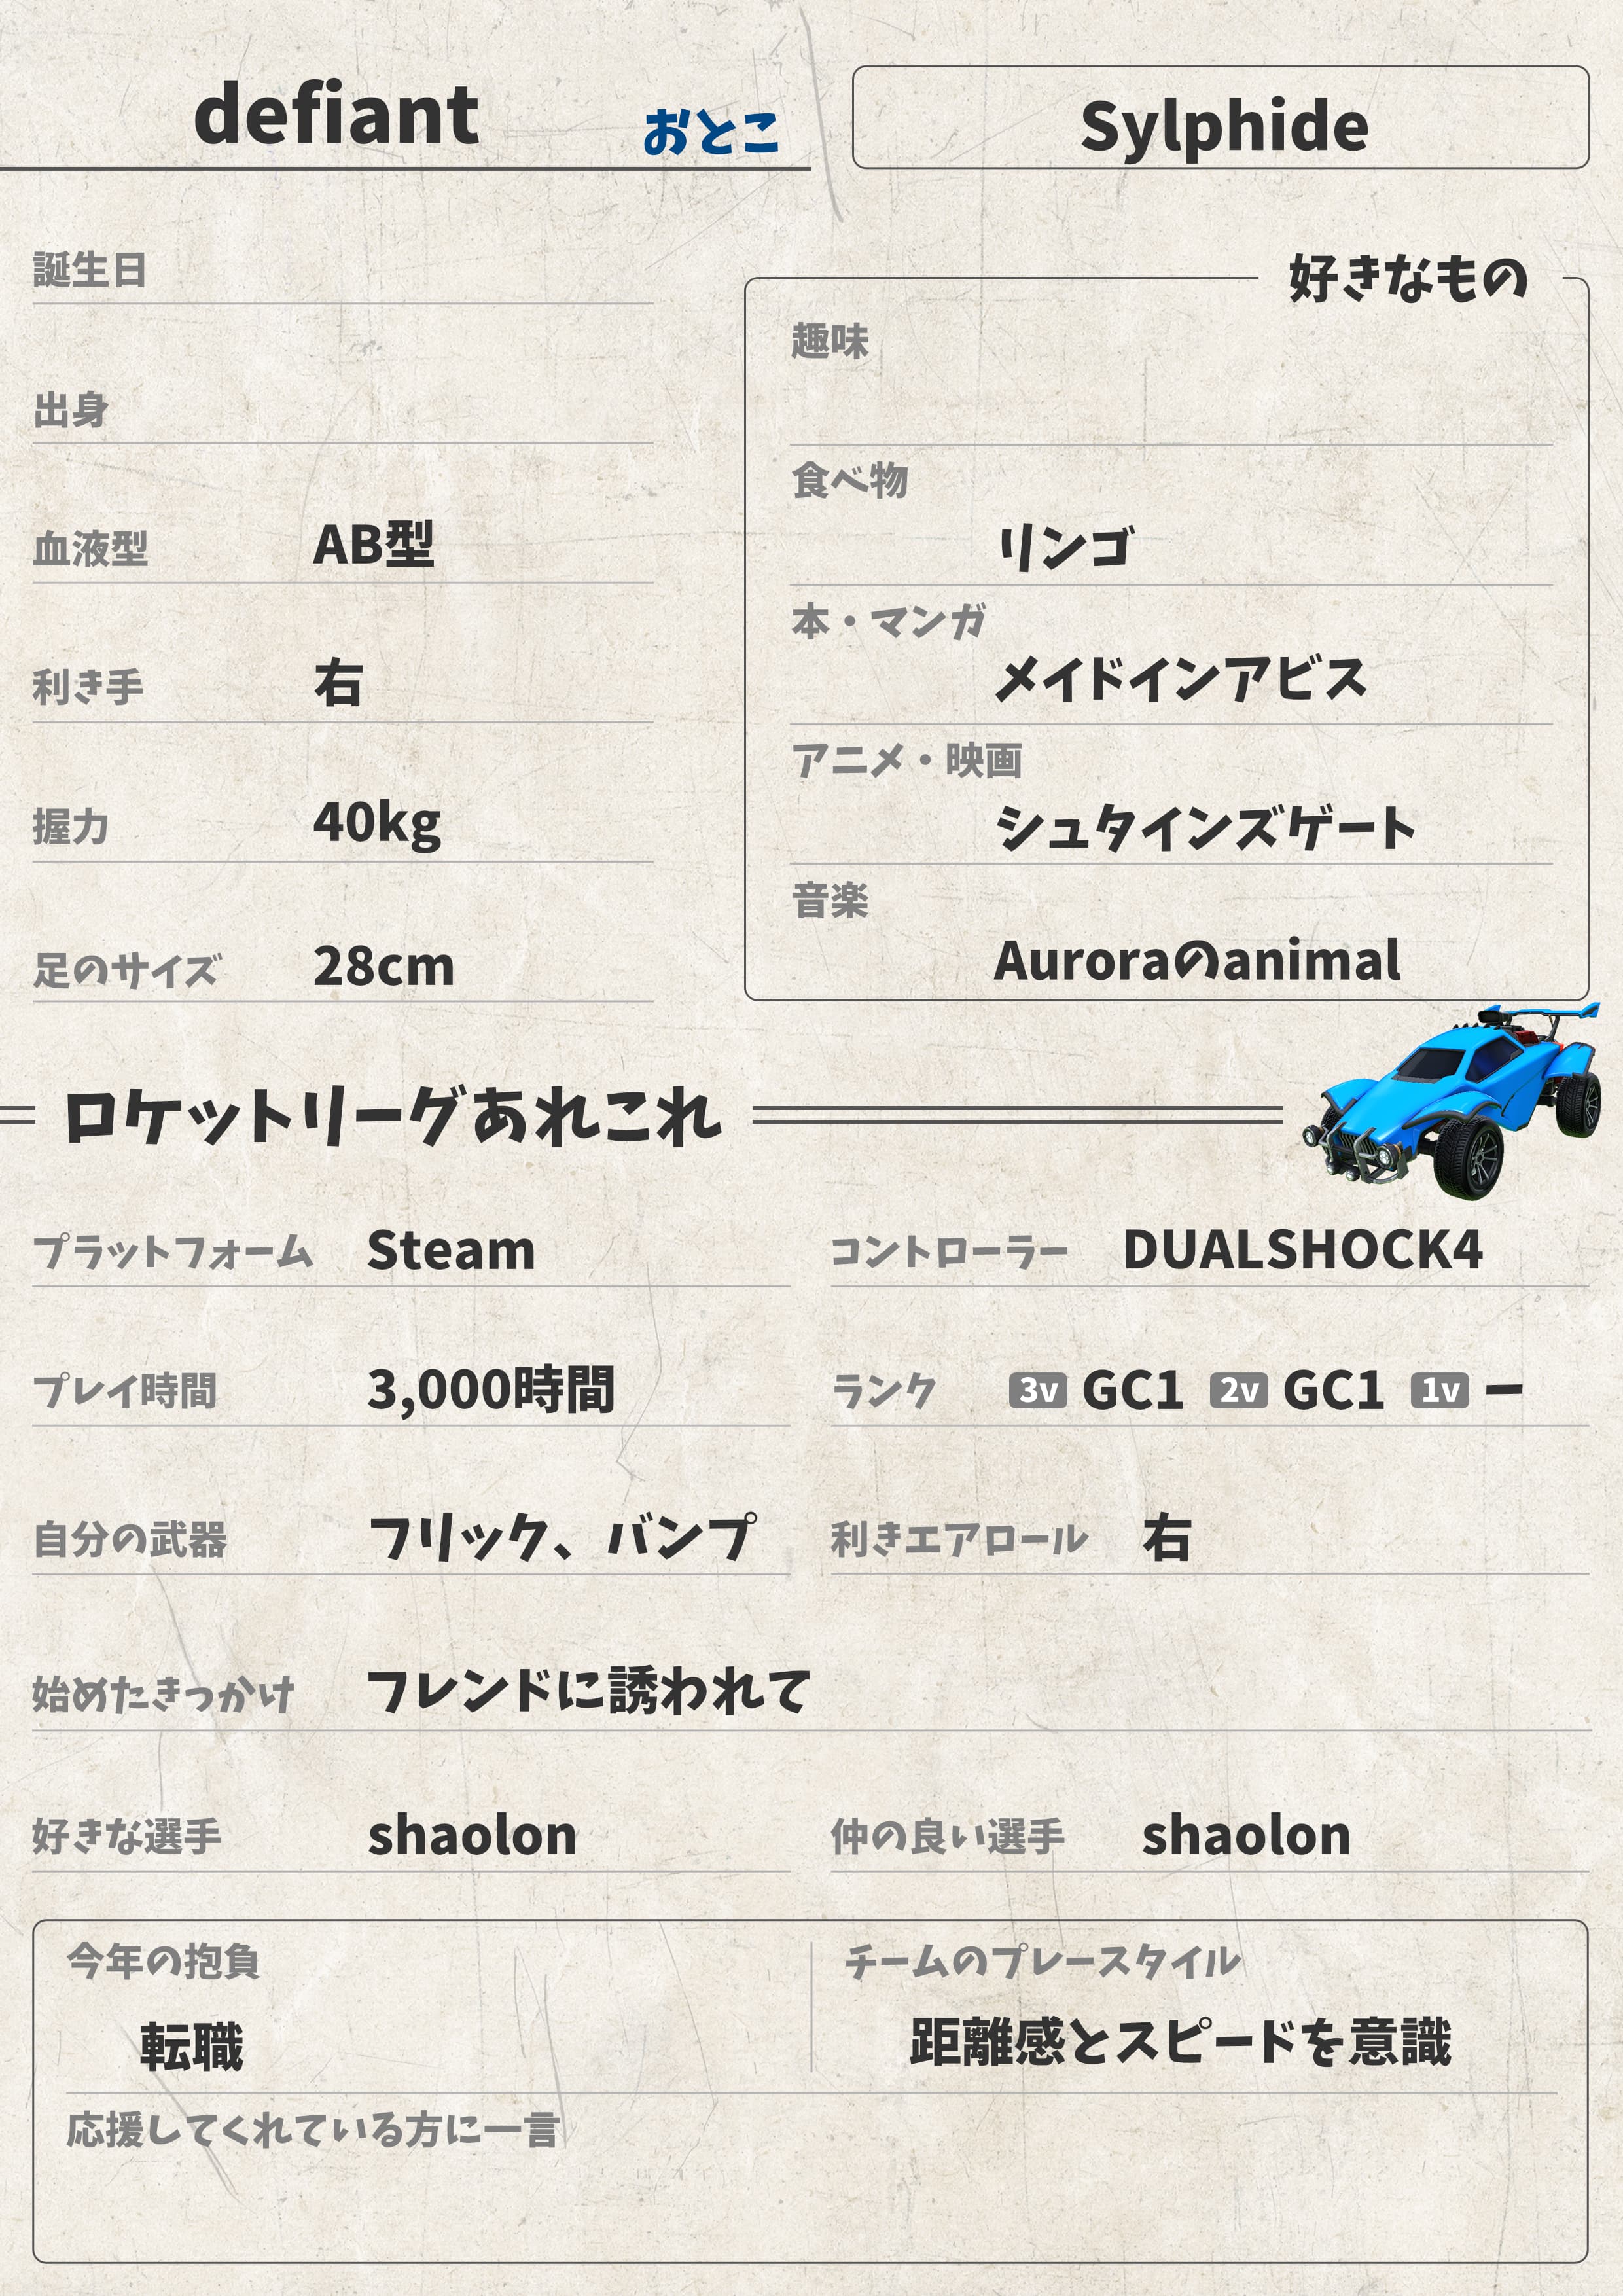 defiant おとこ
Sylphide
誕生日
出身
血液型 AB型
利き手 右
握力 40kg
足のサイズ 28cm
好きなもの
趣味
食べ物
リンゴ
本・マンガ
メイドインアビス
アニメ・映画
シュタインズゲート
音楽
Auroraのanimal
ロケットリーグあれこれ
プラットフォーム Steam
コントローラー DUALSHOCK4
プレイ時間 3,000時間
ランク 3v GC1 2v GC1 1v ー
自分の武器 フリック、バンプ
利きエアロール 右
始めたきっかけ フレンドに誘われて
好きな選手 shaolon
仲の良い選手 shaolon
今年の抱負
転職
チームのプレースタイル
距離感とスピードを意識
応援してくれている方に一言